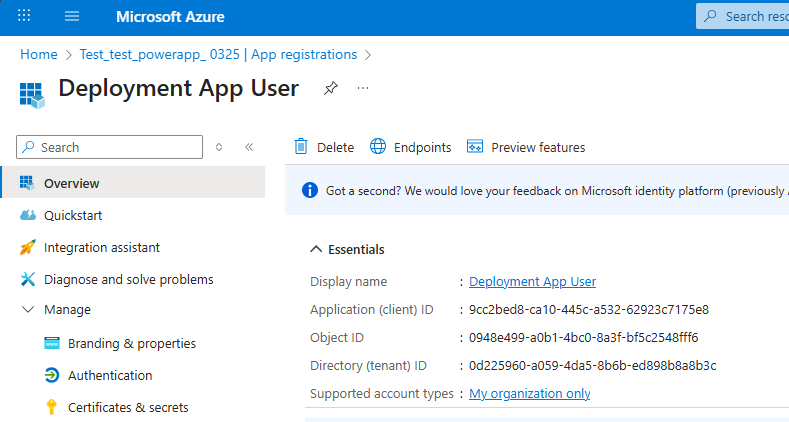 Microsoft Azure
Search reso
Home > Test_test_powerapp_ 0325 | App registrations >
Deployment App User
...
Search
Delete
Endpoints
Preview features
Overview
Got a second? We would love your feedback on Microsoft identity platform (previously
Quickstart
Integration assistant
Diagnose and solve problems
Manage
Branding & properties
Authentication
Certificates & secrets
Essentials
Display name : Deployment App User
Application (client) ID : 9cc2bed8-ca10-445c-a532-62923c7175e8
Object ID : 0948e499-a0b1-4bc0-8a3f-bf5c2548fff6
Directory (tenant) ID : 0d225960-a059-4da5-8b6b-ed898b8a8b3c
Supported account types : My organization only